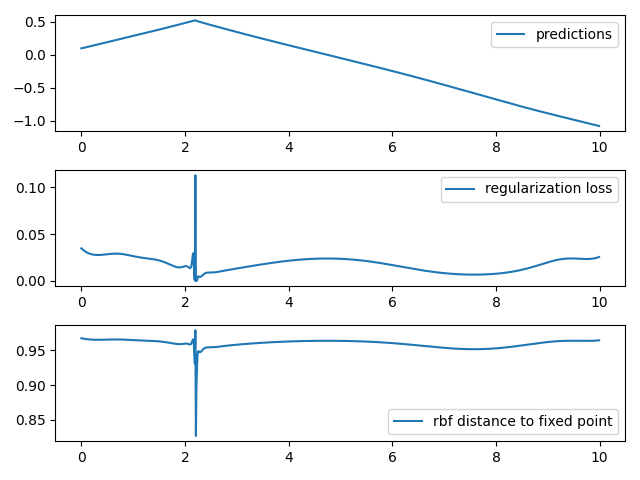 0.5
0.0
−0.5
−1.0
predictions
0 2 4 6 8 10
0.10
0.05
0.00
regularization loss
0 2 4 6 8 10
0.95
0.90
0.85
rbf distance to fixed point
0 2 4 6 8 10